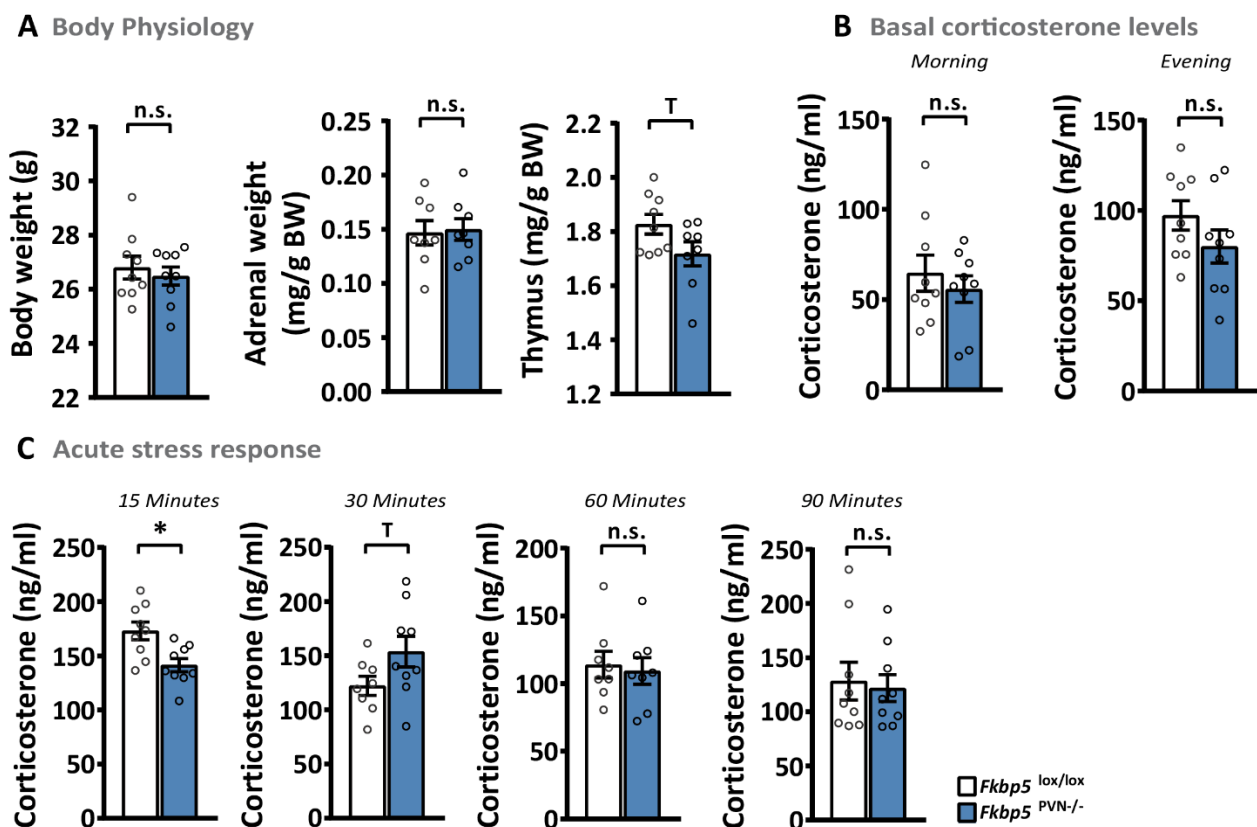 A Body Physiology
B Basal corticosterone levels
Morning
Evening
n.s.
n.s.
T
n.s.
n.s.
Body weight (g)
32
30
28
26
24
22
Adrenal weight
(mg/g BW)
0.25
0.20
0.15
0.10
0.05
0.00
Thymus (mg/g BW)
2.2
2.0
1.8
1.6
1.4
1.2
Corticosterone (ng/ml)
150
100
50
0
Corticosterone (ng/ml)
150
100
50
0
C Acute stress response
15 Minutes
30 Minutes
60 Minutes
90 Minutes
*
T
n.s.
n.s.
Corticosterone (ng/ml)
250
200
150
100
50
0
Corticosterone (ng/ml)
250
200
150
100
50
0
Corticosterone (ng/ml)
200
150
100
50
0
Corticosterone (ng/ml)
250
200
150
100
50
0
Fkbp5 lox/lox
Fkbp5 PVN-/-